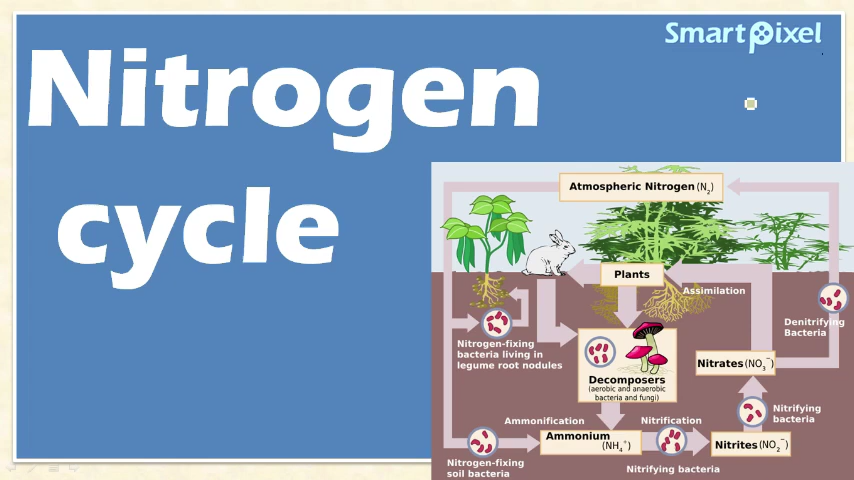 Smartpixel
Nitrogen
cycle
Atmospheric Nitrogen (N₂)
Plants
Assimilation
Denitrifying
Bacteria
Nitrogen-fixing
bacteria living in
legume root nodules
Decomposers
(aerobic and anaerobic
bacteria and fungi)
Nitrates (NO₃⁻)
Nitrifying
bacteria
Ammonification
Nitrification
Ammonium
(NH₄⁺)
Nitrites (NO₂⁻)
Nitrogen-fixing
soil bacteria
Nitrifying bacteria